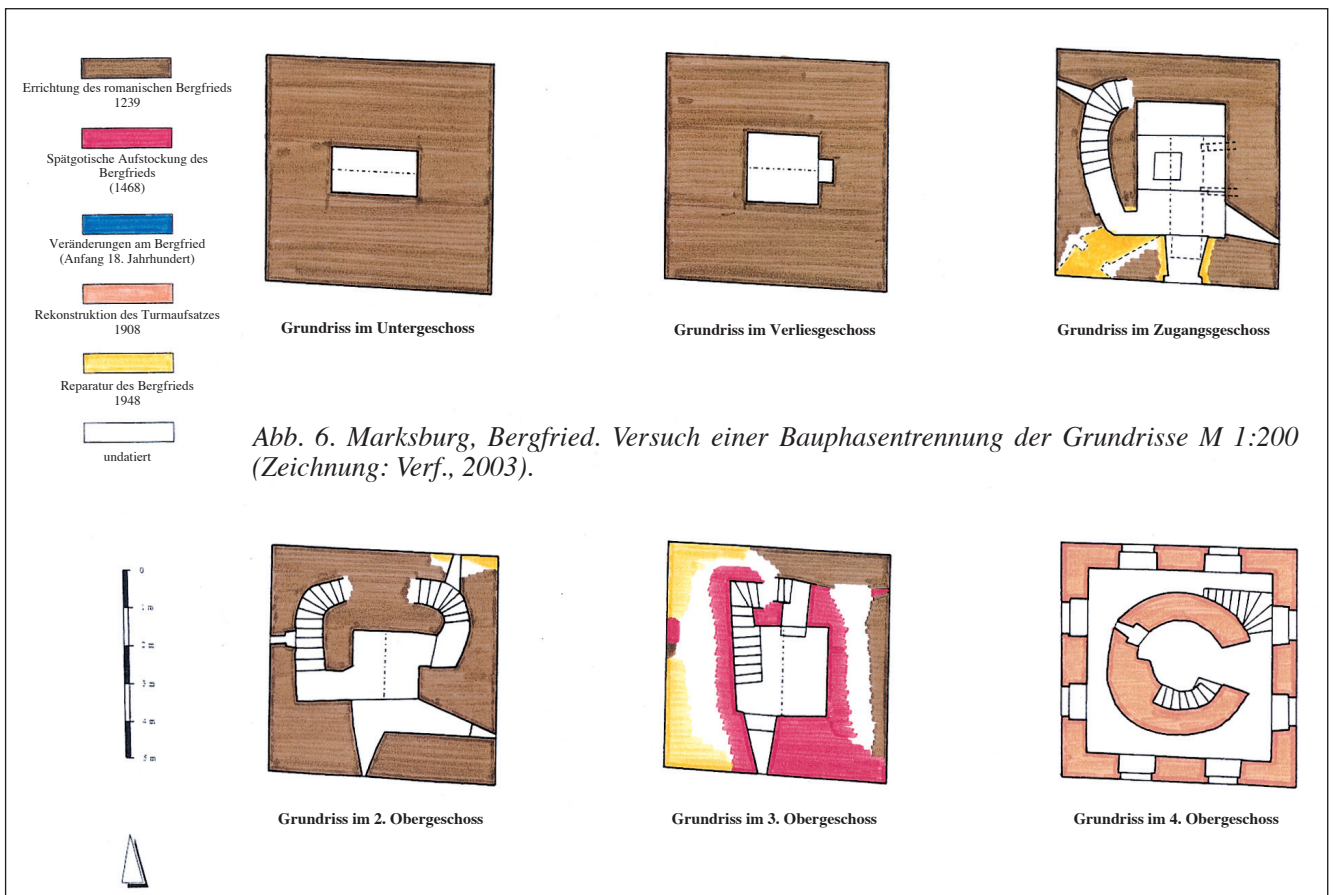 Errichtung des romanischen Bergfrieds
1239
Spätgotische Aufstockung des
Bergfrieds
(1468)
Veränderungen am Bergfried
(Anfang 18. Jahrhundert)
Rekonstruktion des Turmaufsatzes
1908
Reparatur des Bergfrieds
1948
undatiert
Grundriss im Untergeschoss
Grundriss im Verliesgeschoss
Grundriss im Zugangsgeschoss
Abb. 6. Marksburg, Bergfried. Versuch einer Bauphasentrennung der Grundrisse M 1:200
(Zeichnung: Verf., 2003).
0
1 m
2 m
3 m
4 m
5 m
Grundriss im 2. Obergeschoss
Grundriss im 3. Obergeschoss
Grundriss im 4. Obergeschoss